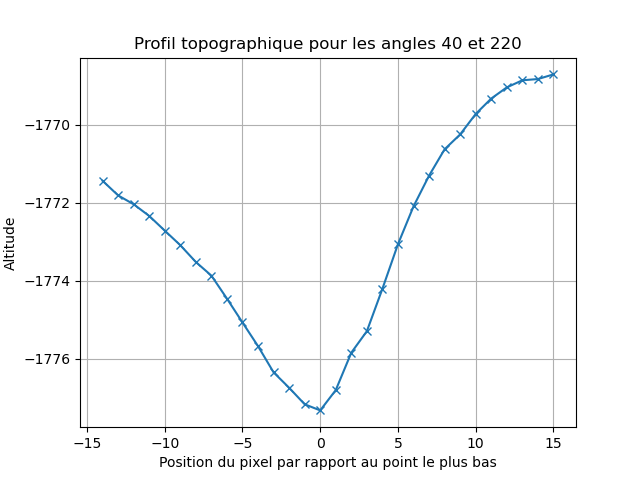 Profil topographique pour les angles 40 et 220
−1770
−1772
−1774
−1776
Altitude
−15 −10 −5 0 5 10 15
Position du pixel par rapport au point le plus bas